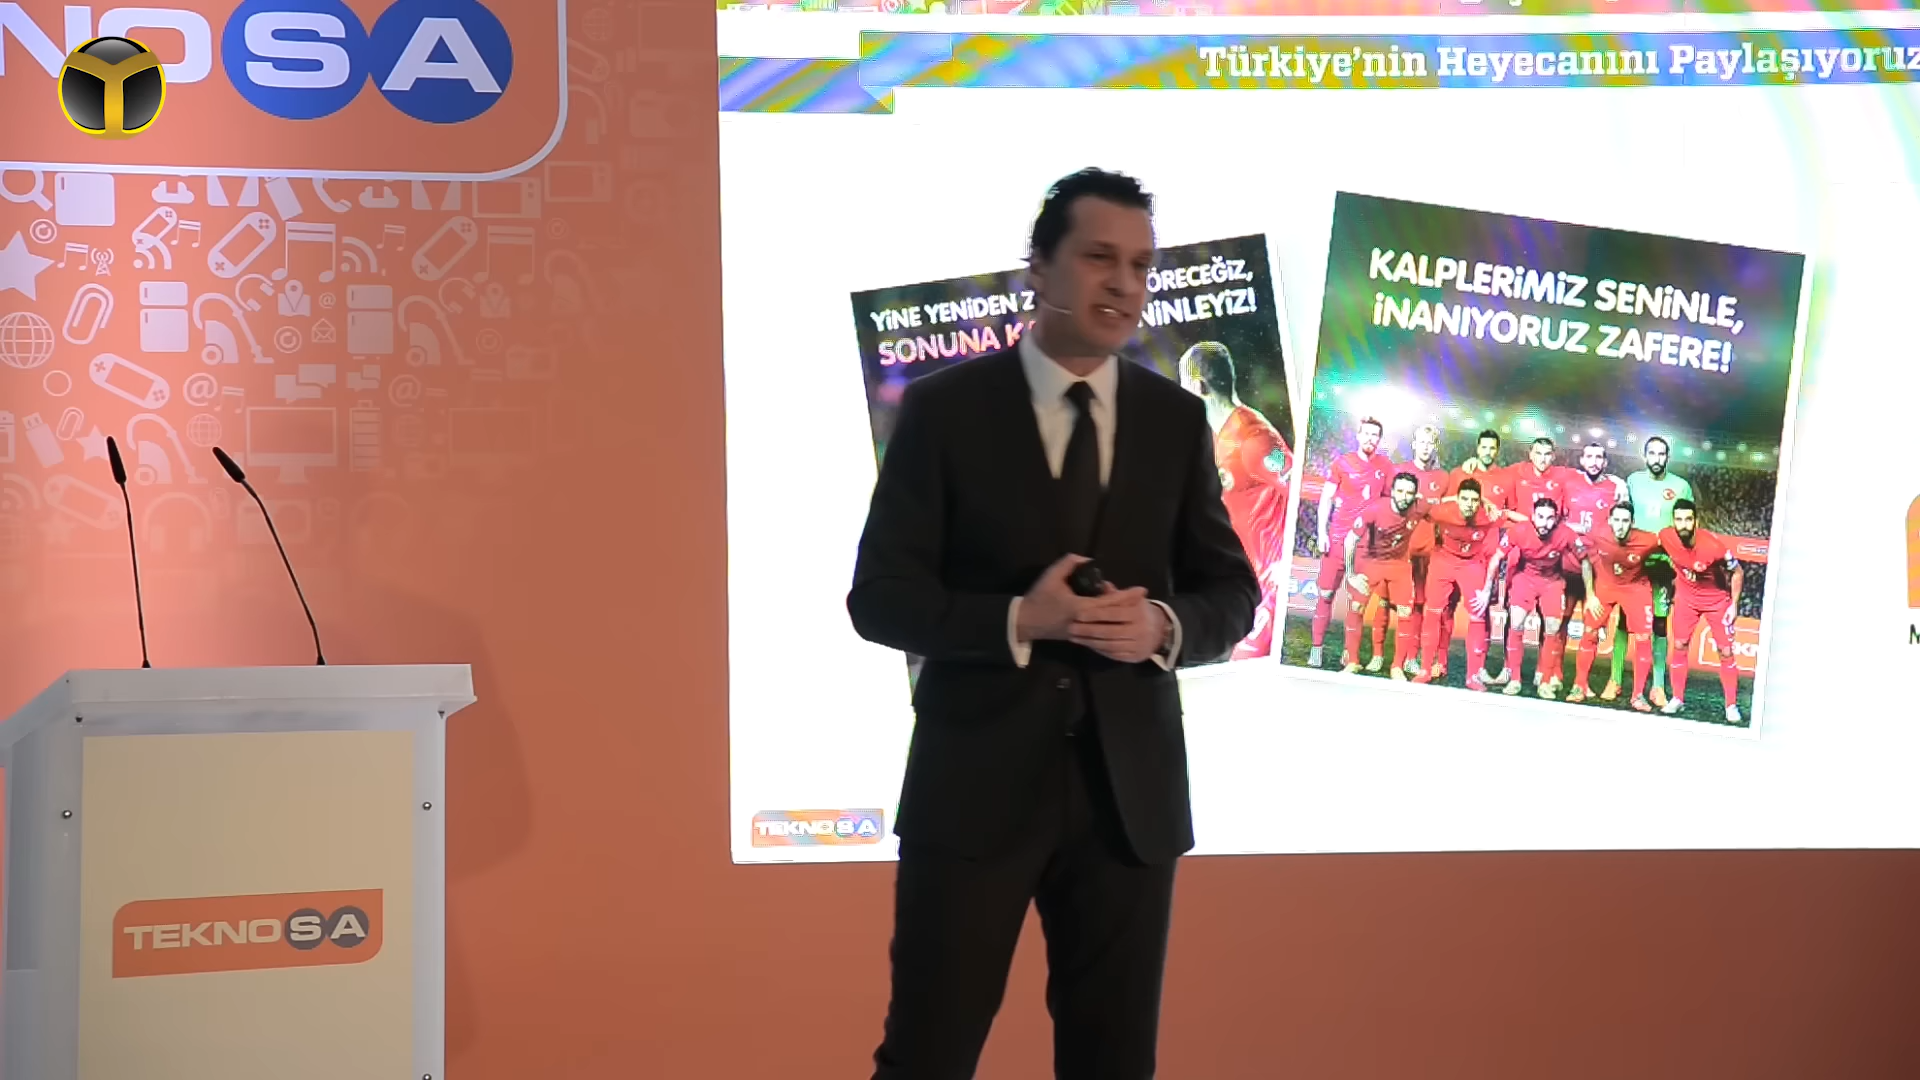 NOSA
Türkiye'nin Heyecanını Paylaşıyoruz
YİNE YENİDEN
ÖRECEĞİZ,
SONUNA
NİNLEYİZ!
KALPLERİMİZ SENİNLE,
İNANIYORUZ ZAFERE!
TEKNOSA
TEKNOSA